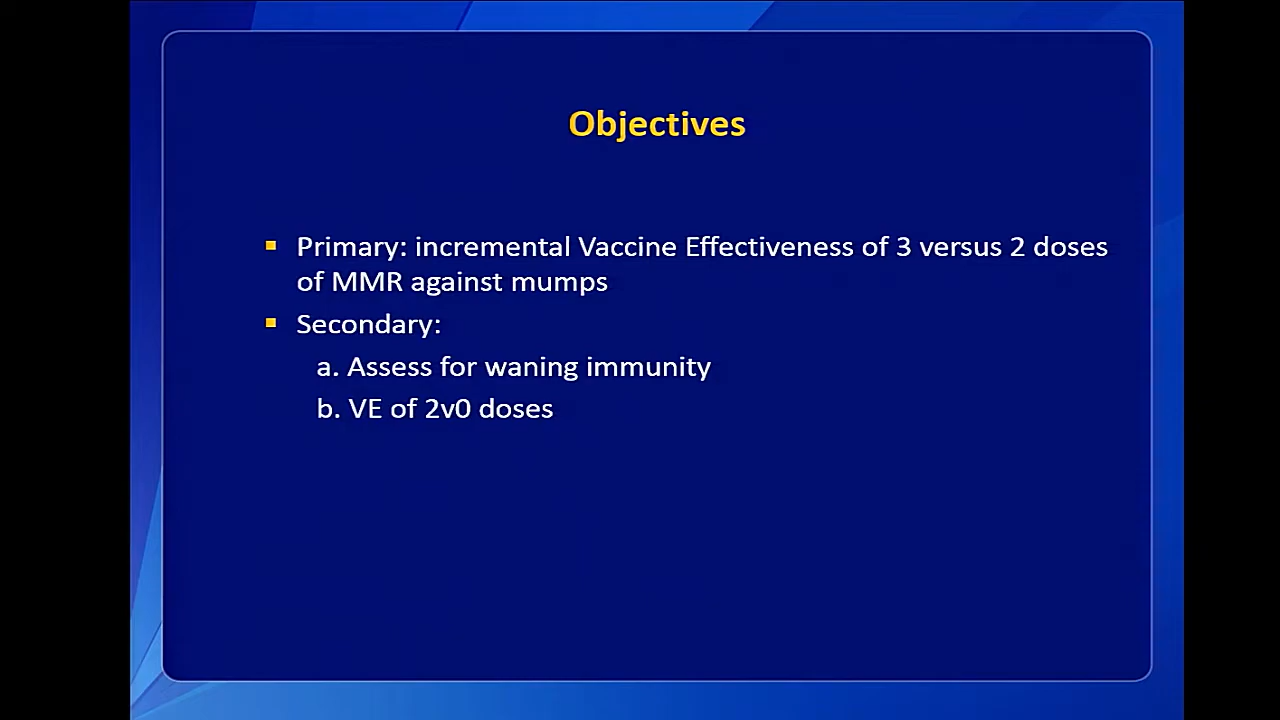 Objectives
▪ Primary: incremental Vaccine Effectiveness of 3 versus 2 doses
of MMR against mumps
▪ Secondary:
a. Assess for waning immunity
b. VE of 2v0 doses